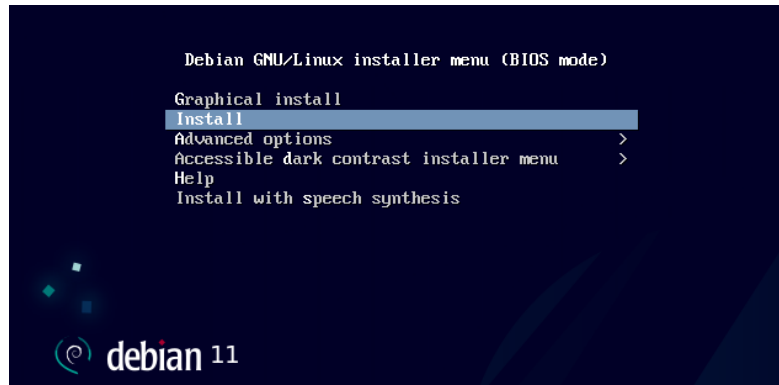 Debian GNU/Linux installer menu (BIOS mode)
Graphical install
Install
Advanced options >
Accessible dark contrast installer menu >
Help
Install with speech synthesis
debian 11